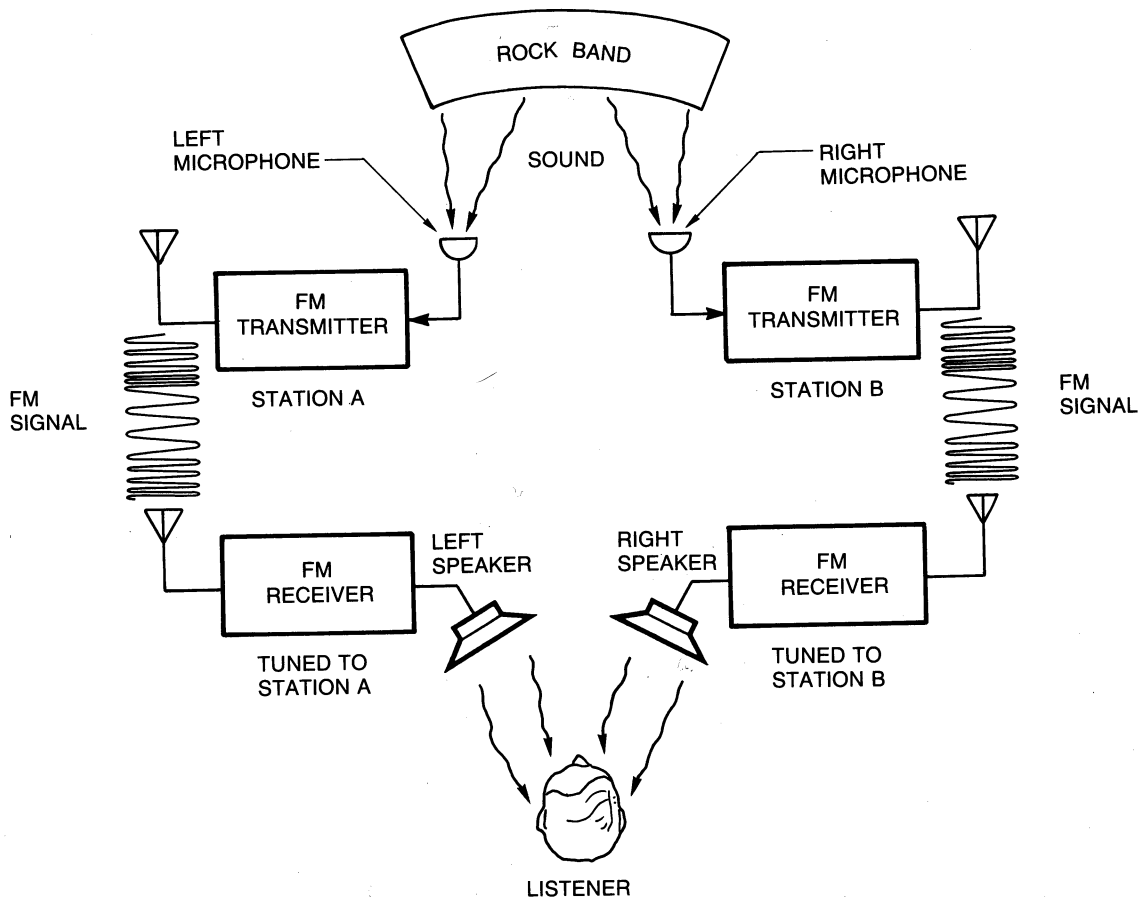 ROCK BAND
LEFT
MICROPHONE
SOUND
RIGHT
MICROPHONE
FM
TRANSMITTER
STATION A
FM
TRANSMITTER
STATION B
FM
SIGNAL
FM
SIGNAL
FM
RECEIVER
TUNED TO
STATION A
LEFT
SPEAKER
RIGHT
SPEAKER
FM
RECEIVER
TUNED TO
STATION B
LISTENER